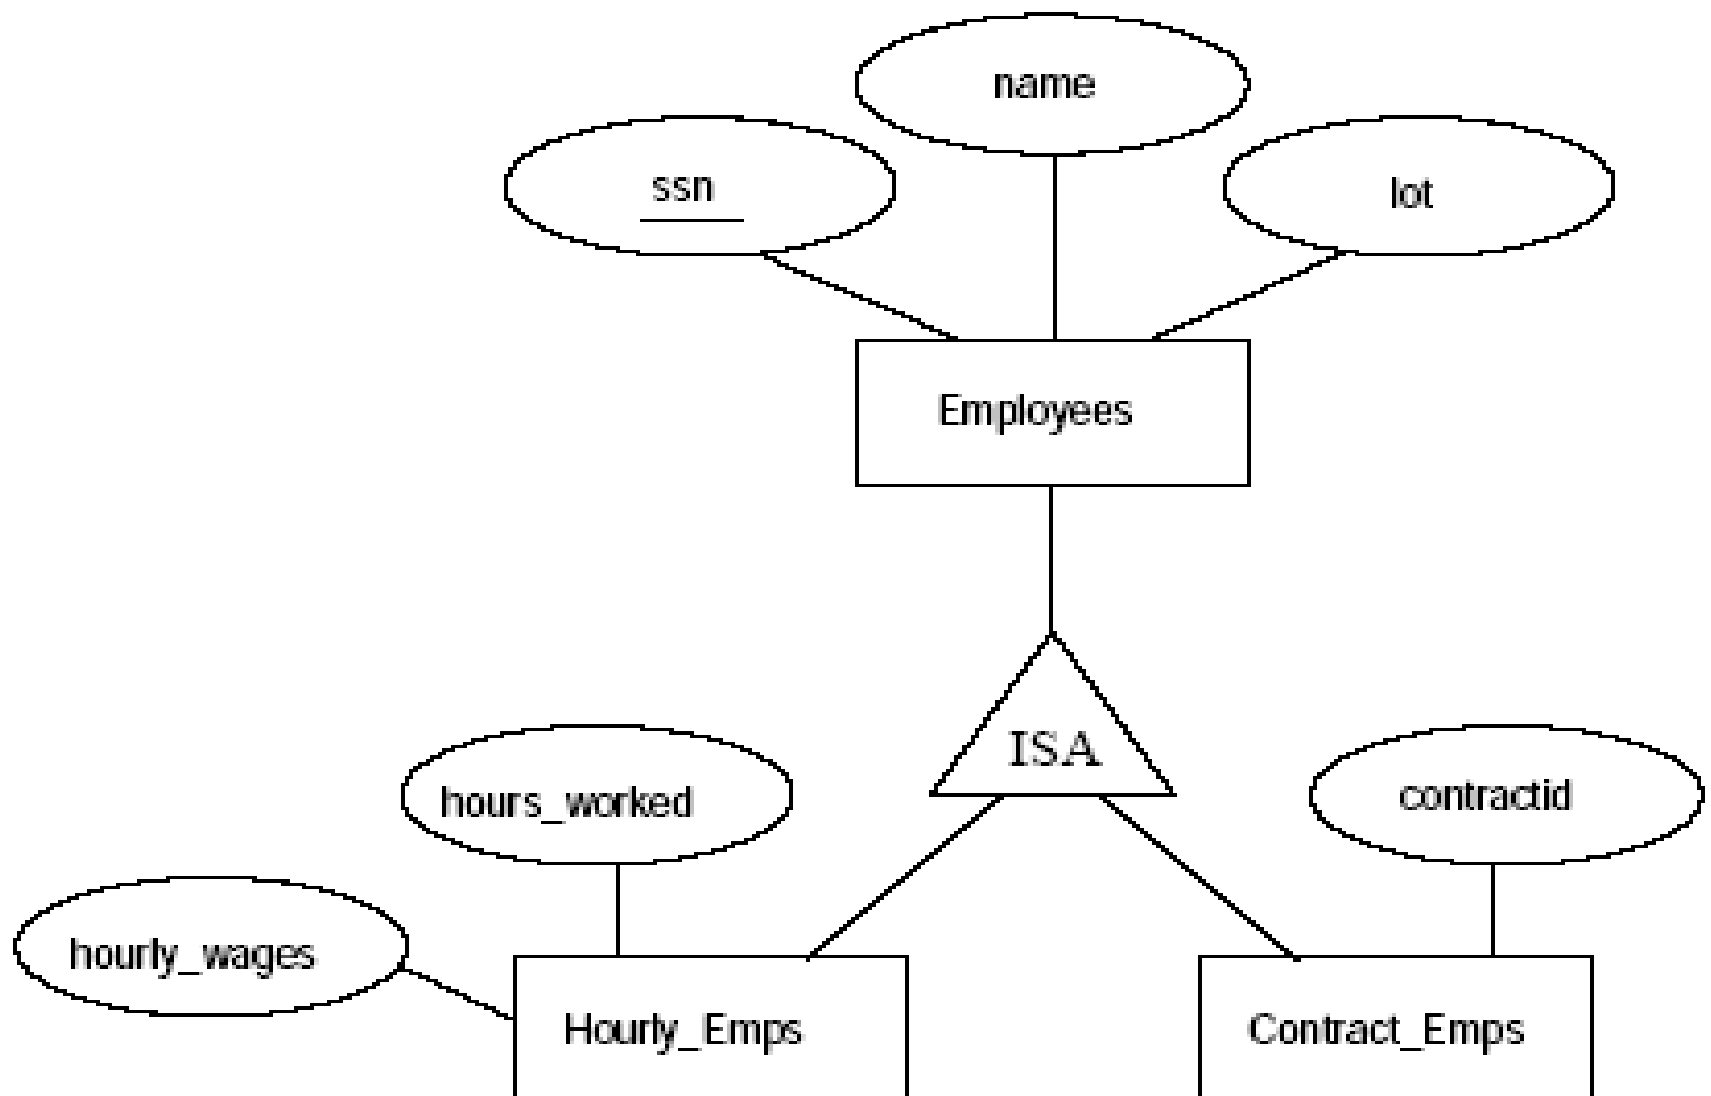 name
ssn
lot
Employees
ISA
hours_worked
contractid
hourly_wages
Hourly_Emps
Contract_Emps